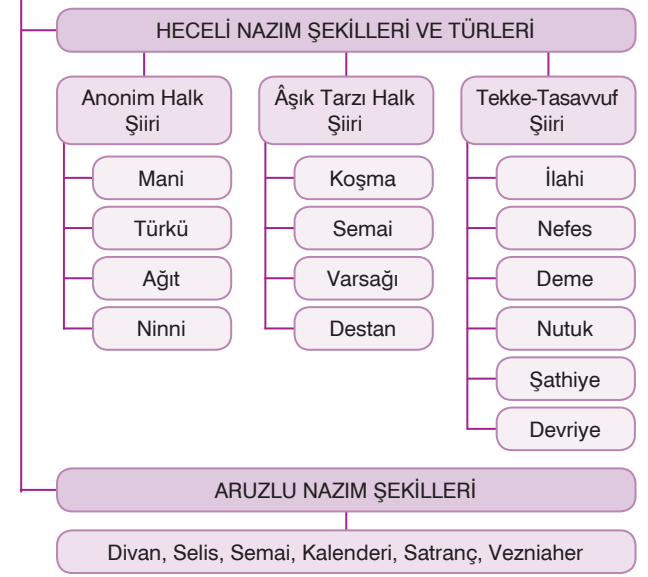 HECELİ NAZIM ŞEKİLLERİ VE TÜRLERİ
Anonim Halk
Şiiri
Mani
Türkü
Ağıt
Ninni
Âşık Tarzı Halk
Şiiri
Koşma
Semai
Varsağı
Destan
Tekke-Tasavvuf
Şiiri
İlahi
Nefes
Deme
Nutuk
Şathiye
Devriye
ARUZLU NAZIM ŞEKİLLERİ
Divan, Selis, Semai, Kalenderi, Satranç, Vezniaher